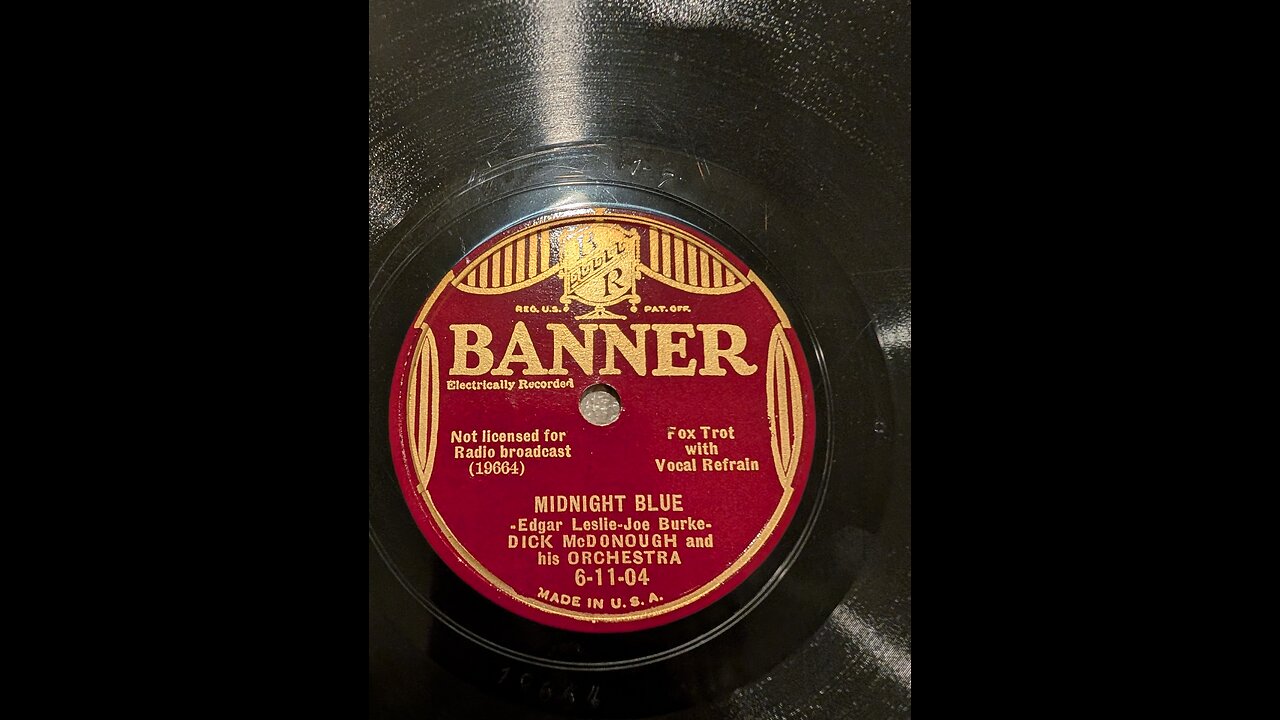 R
REG. U.S. PAT. OFF.
BANNER
Electrically Recorded
Not licensed for
Radio broadcast
(19664)
Fox Trot
with
Vocal Refrain
MIDNIGHT BLUE
-Edgar Leslie-Joe Burke-
DICK McDONOUGH and
his ORCHESTRA
6-11-04
MADE IN U. S. A.
19664